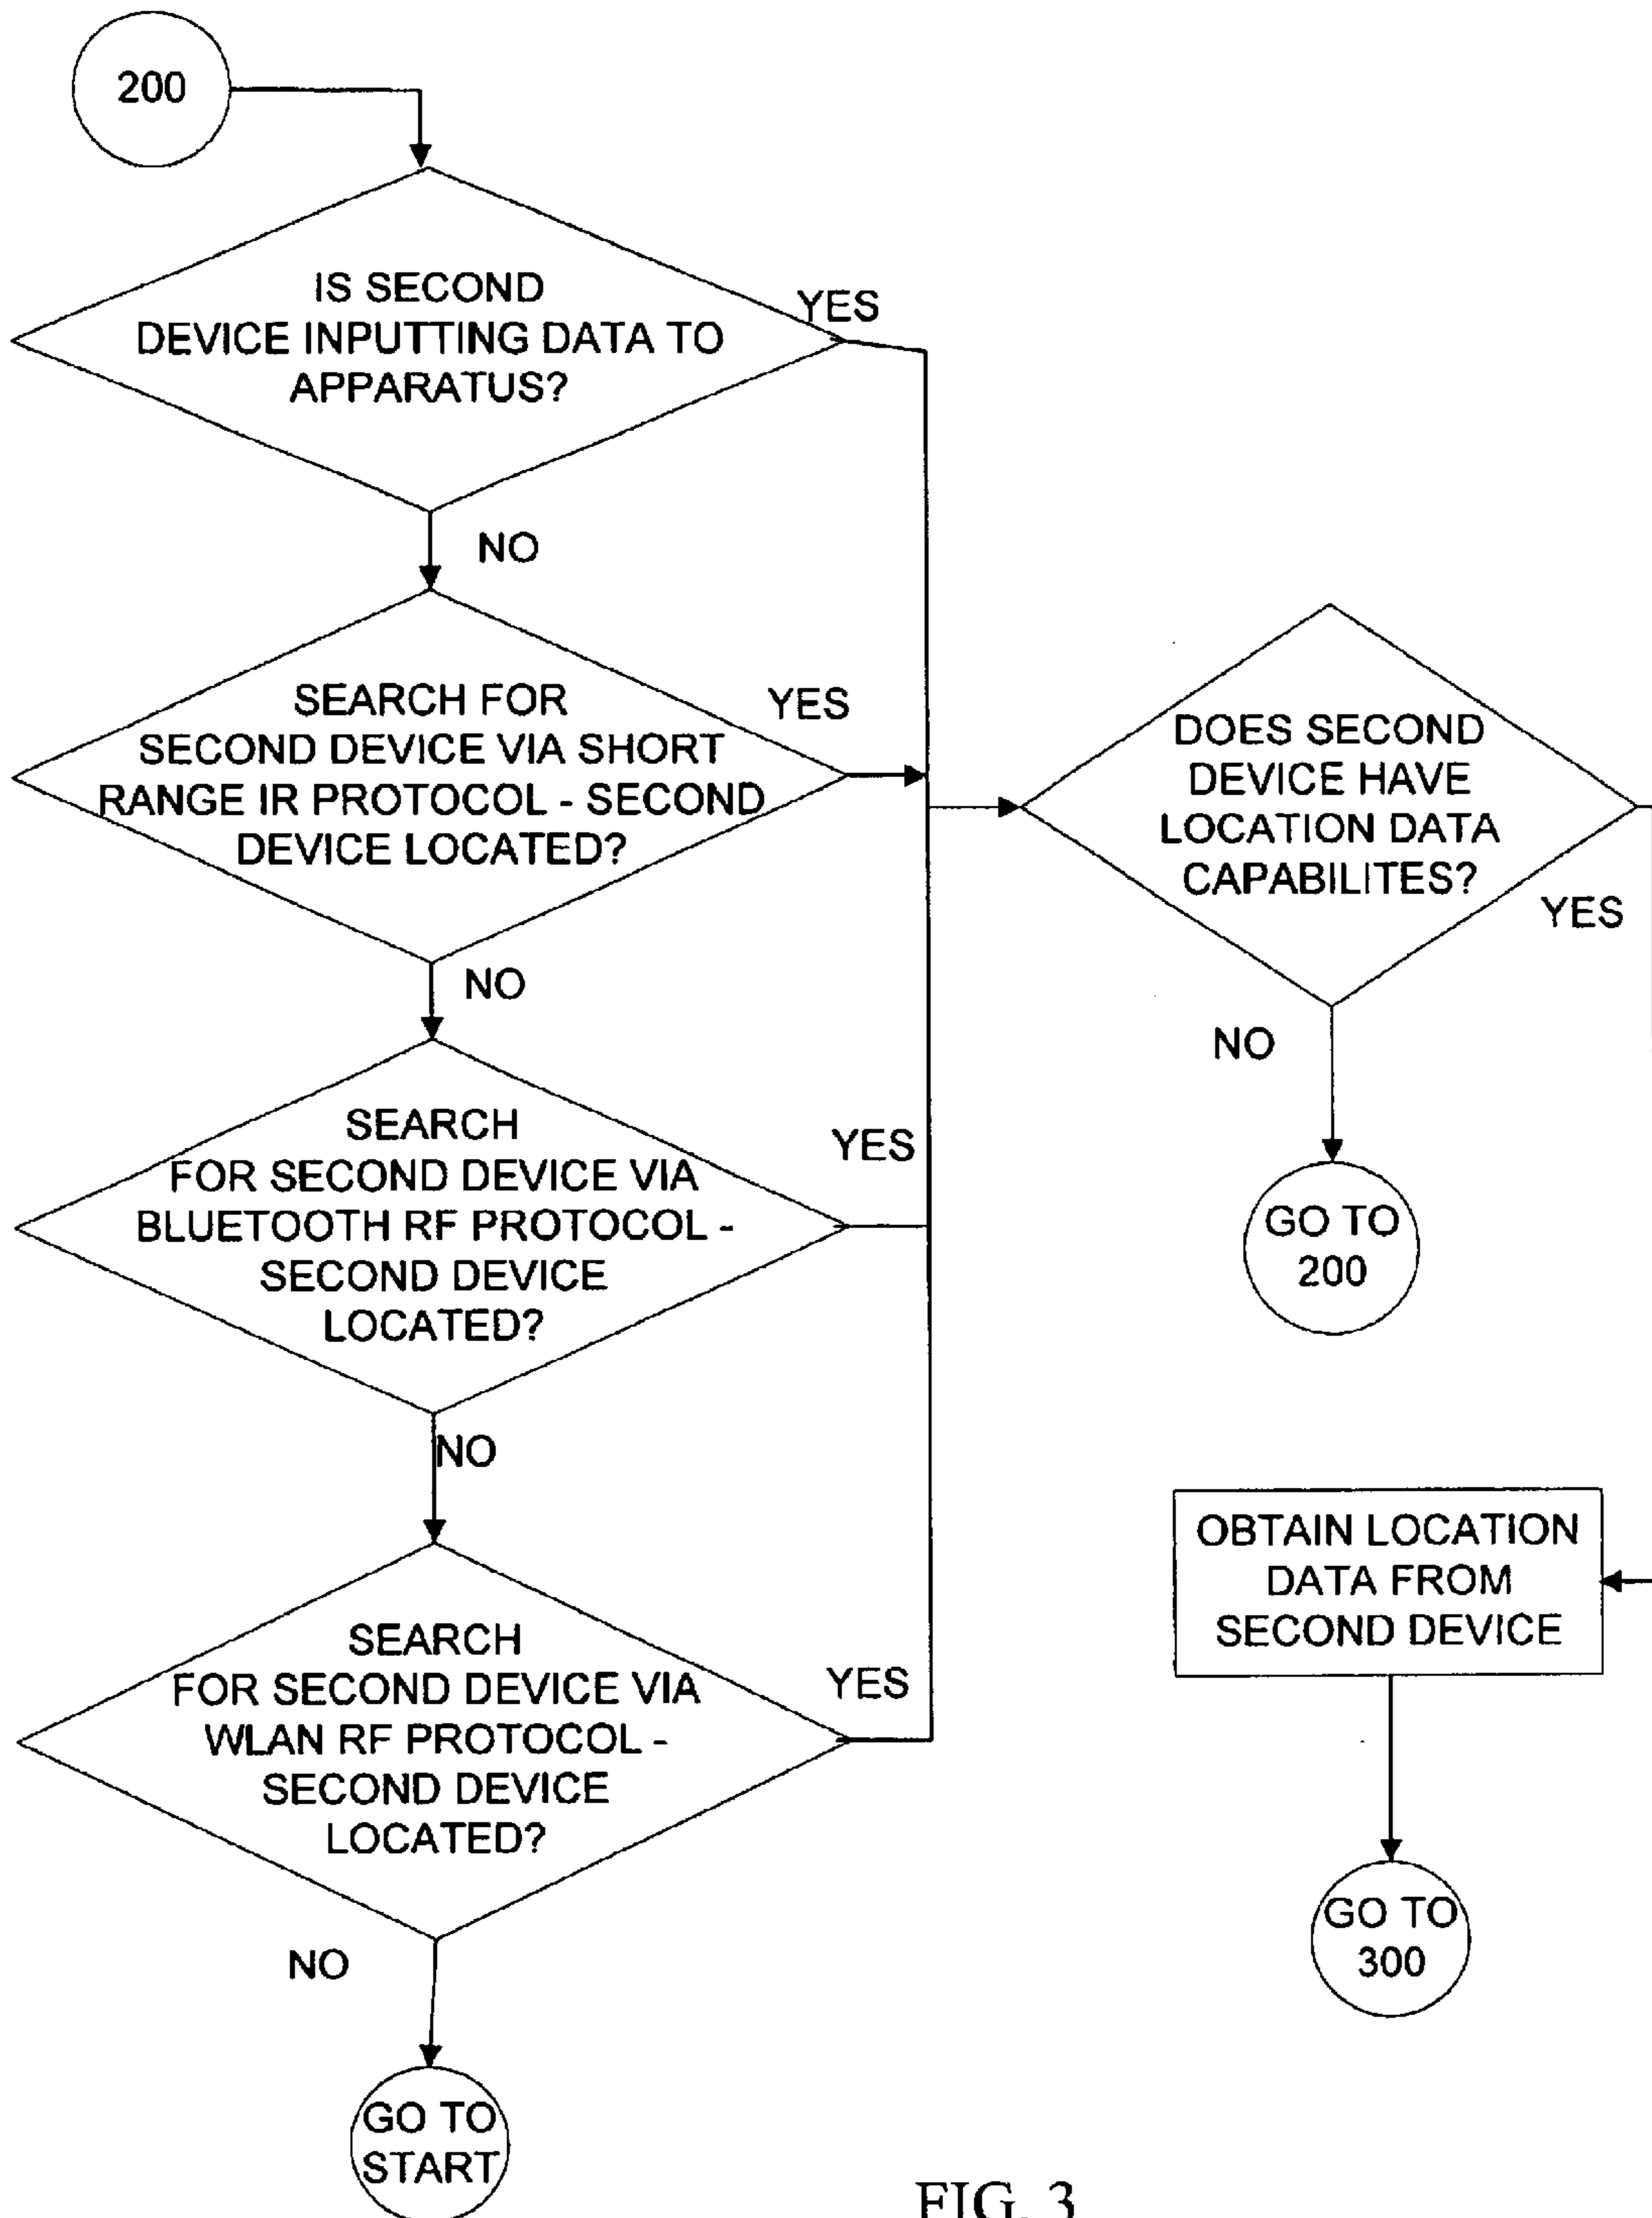 200
IS SECOND
DEVICE INPUTTING DATA TO
APPARATUS?
YES
NO
SEARCH FOR
SECOND DEVICE VIA SHORT
RANGE IR PROTOCOL - SECOND
DEVICE LOCATED?
YES
NO
SEARCH
FOR SECOND DEVICE VIA
BLUETOOTH RF PROTOCOL -
SECOND DEVICE
LOCATED?
YES
NO
SEARCH
FOR SECOND DEVICE VIA
WLAN RF PROTOCOL -
SECOND DEVICE
LOCATED?
YES
NO
GO TO
START
DOES SECOND
DEVICE HAVE
LOCATION DATA
CAPABILITES?
YES
NO
GO TO
200
OBTAIN LOCATION
DATA FROM
SECOND DEVICE
GO TO
300
FIG. 3